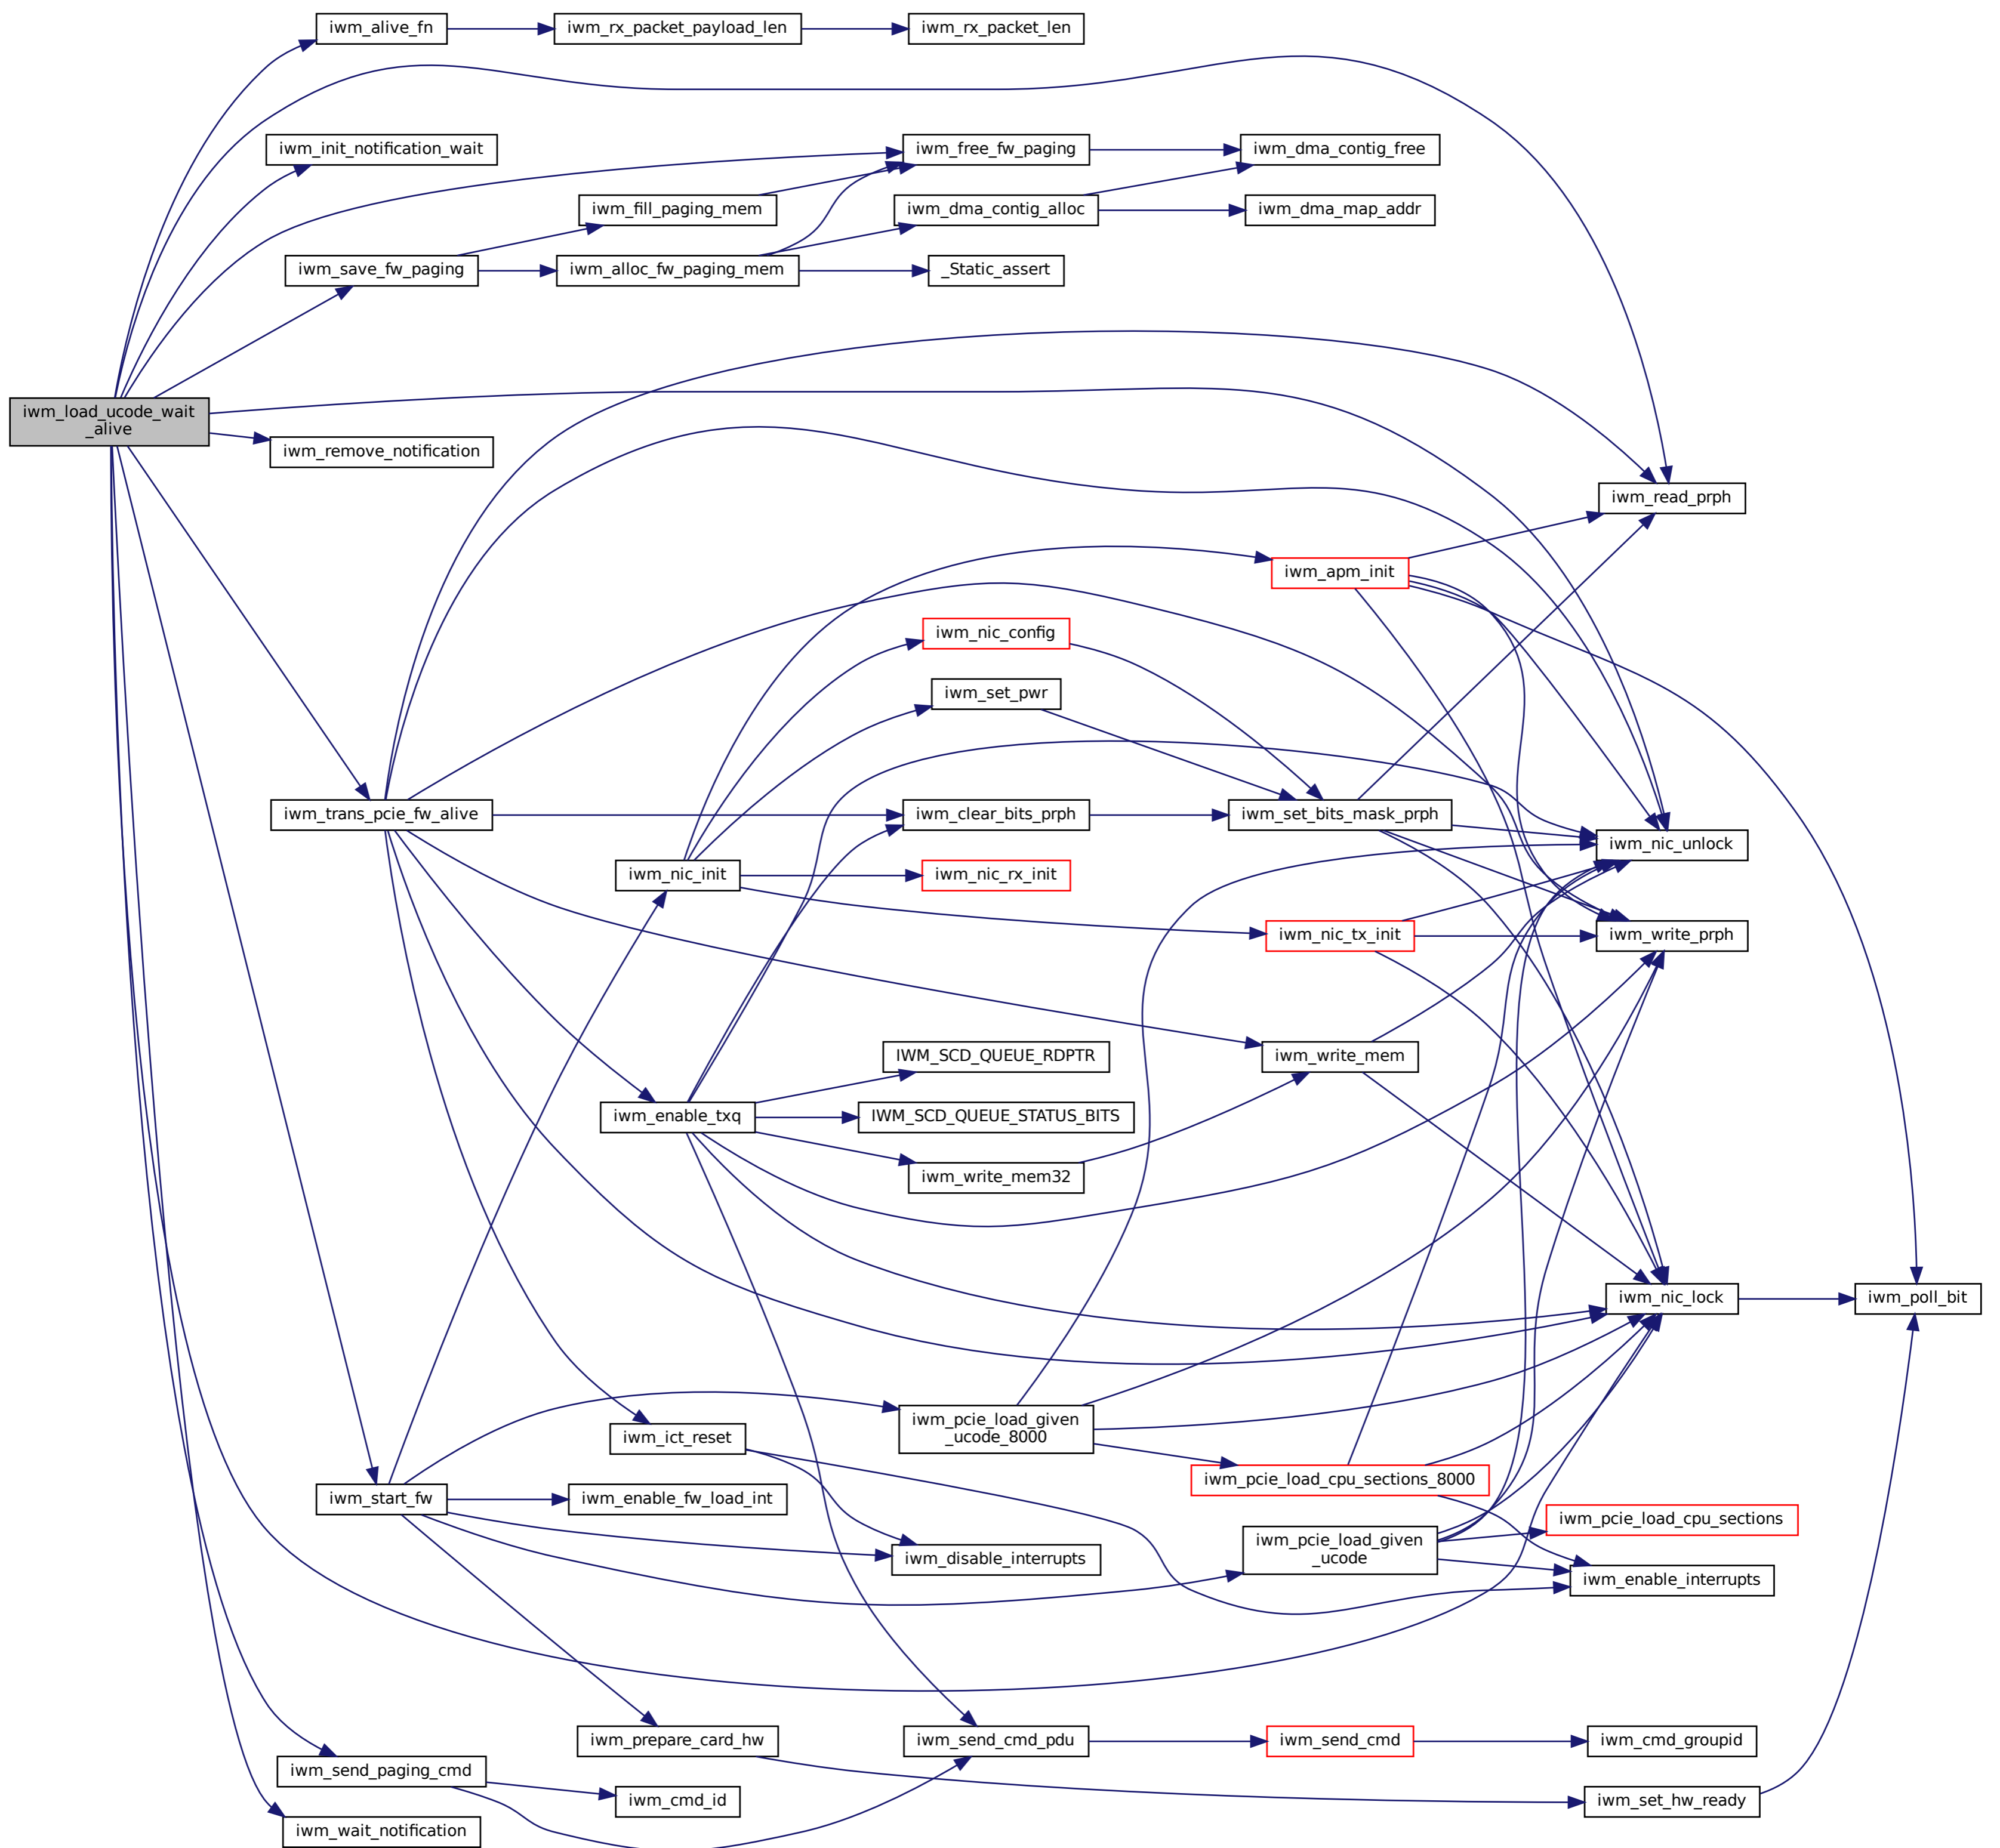 iwm_alive_fn
iwm_rx_packet_payload_len
iwm_rx_packet_len
iwm_init_notification_wait
iwm_free_fw_paging
iwm_dma_contig_free
iwm_fill_paging_mem
iwm_dma_contig_alloc
iwm_dma_map_addr
iwm_save_fw_paging
iwm_alloc_fw_paging_mem
_Static_assert
iwm_load_ucode_wait
_alive
iwm_remove_notification
iwm_read_prph
iwm_apm_init
iwm_nic_config
iwm_set_pwr
iwm_trans_pcie_fw_alive
iwm_clear_bits_prph
iwm_set_bits_mask_prph
iwm_nic_unlock
iwm_nic_init
iwm_nic_rx_init
iwm_nic_tx_init
iwm_write_prph
IWM_SCD_QUEUE_RDPTR
iwm_write_mem
iwm_enable_txq
IWM_SCD_QUEUE_STATUS_BITS
iwm_write_mem32
iwm_nic_lock
iwm_poll_bit
iwm_ict_reset
iwm_pcie_load_given
_ucode_8000
iwm_pcie_load_cpu_sections_8000
iwm_start_fw
iwm_enable_fw_load_int
iwm_pcie_load_cpu_sections
iwm_disable_interrupts
iwm_pcie_load_given
_ucode
iwm_enable_interrupts
iwm_prepare_card_hw
iwm_send_cmd_pdu
iwm_send_cmd
iwm_cmd_groupid
iwm_send_paging_cmd
iwm_cmd_id
iwm_set_hw_ready
iwm_wait_notification